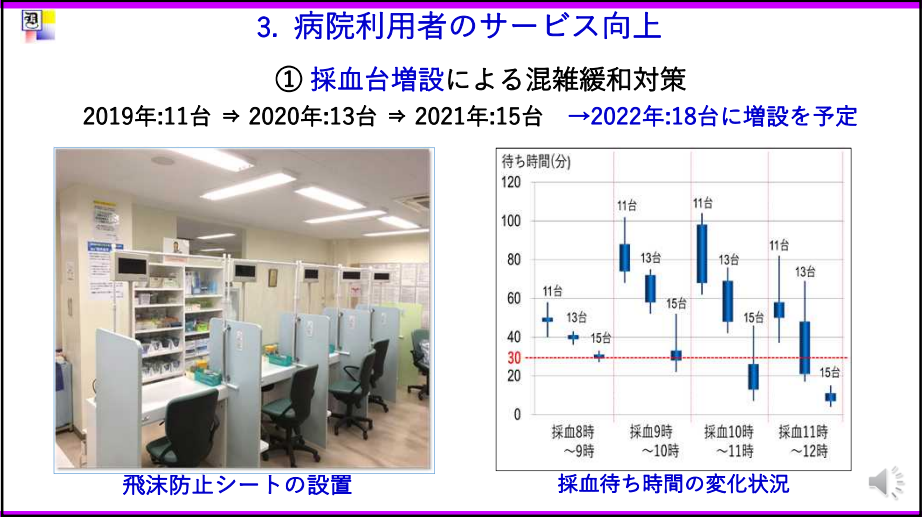 3. 病院利用者のサービス向上
① 採血台増設による混雑緩和対策
2019年:11台 ⇒ 2020年:13台 ⇒ 2021年:15台 →2022年:18台に増設を予定
飛沫防止シートの設置
待ち時間(分)
120
100
80
60
40
30
20
0
11台
13台
15台
11台
13台
15台
11台
13台
15台
11台
13台
15台
採血8時
～9時
採血9時
～10時
採血10時
～11時
採血11時
～12時
採血待ち時間の変化状況